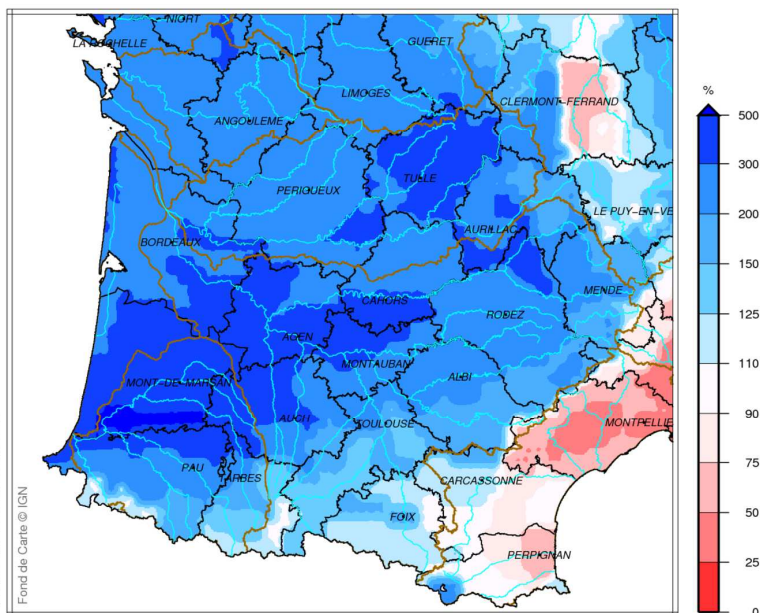 NIORT
LA ROCHELLE
GUERET
%
CLERMONT-FERRAND
500
LIMOGES
ANGOULEME
300
TULLE
PERIGUEUX
LE PUY-EN-VE
200
AURILLAC
BORDEAUX
150
MENDE
CAHORS
RODEZ
125
AGEN
MONTAUBAN
110
ALBI
MONT-DE-MARSAN
90
AUCH
TOULOUSE
MONTPELLIE
75
PAU
TARBES
CARCASSONNE
50
FOIX
PERPIGNAN
25
0
Fond de Carte © IGN